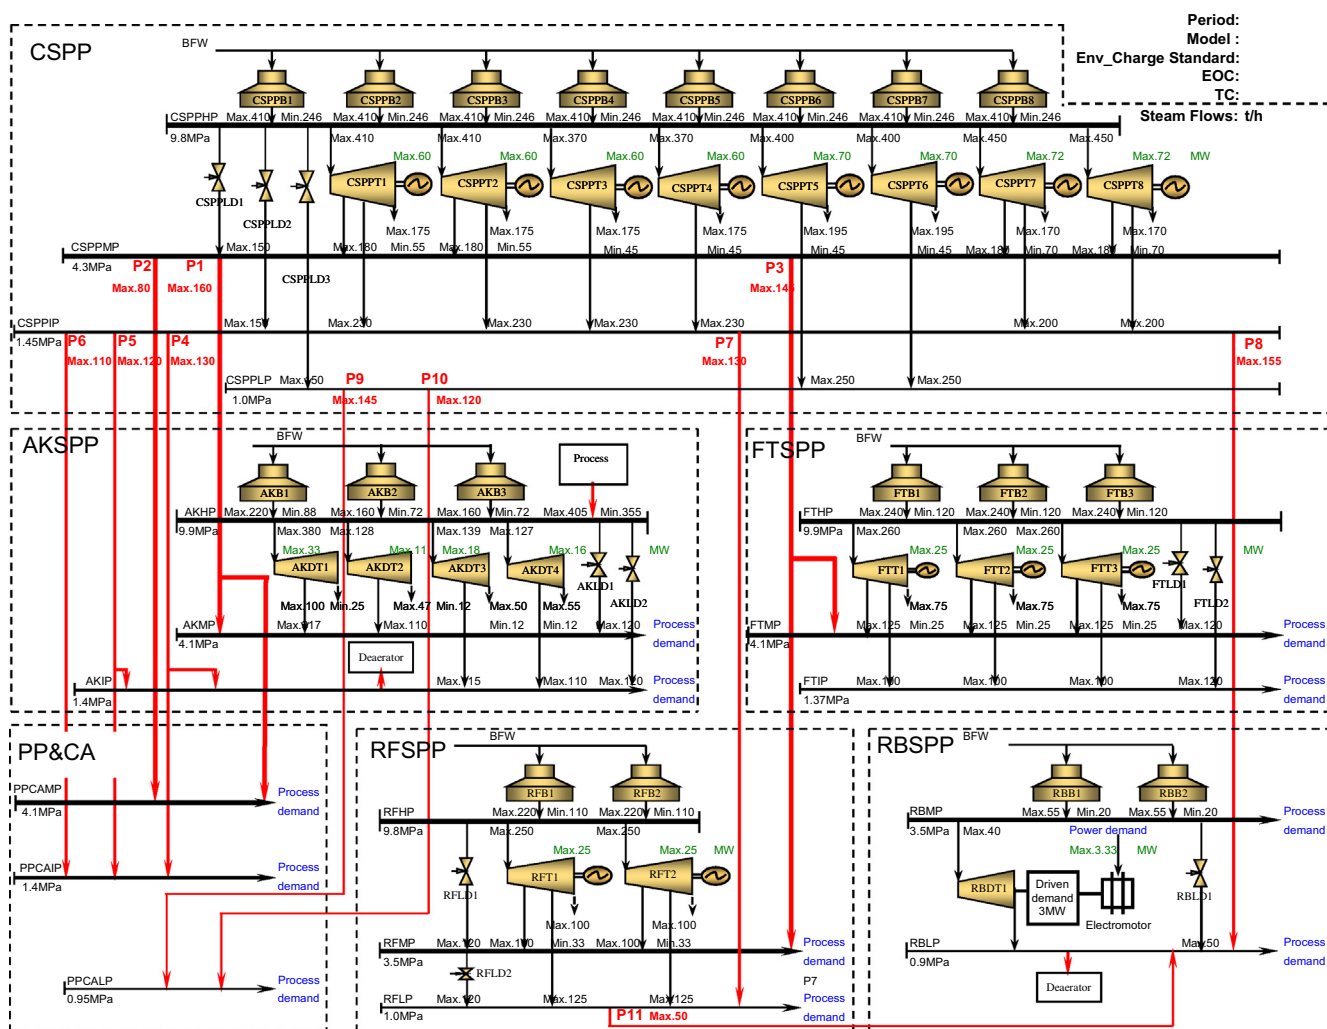 Period:
Model :
Env_Charge Standard:
EOC:
TC:
Steam Flows: t/h
CSPP
BFW
CSPPB1 CSPPB2 CSPPB3 CSPPB4 CSPPB5 CSPPB6 CSPPB7 CSPPB8
CSPPHP Max.410 Min.246 Max.410 Min.246 Max.410 Min.246 Max.410 Min.246 Max.410 Min.246 Max.410 Min.246 Max.410 Min.246 Max.410 Min.246
9.8MPa Max.410 Max.410 Max.370 Max.370 Max.400 Max.400 Max.450 Max.450
Max.60 Max.60 Max.60 Max.60 Max.70 Max.70 Max.72 Max.72 MW
CSPPT1 CSPPT2 CSPPT3 CSPPT4 CSPPT5 CSPPT6 CSPPT7 CSPPT8
CSPPLD1
CSPPLD2
Max.175 Max.175 Max.175 Max.175 Max.195 Max.195 Max.170 Max.170
CSPPMP Max.150 Max.180 Min.55 Max.180 Min.55 Min.45 Min.45 Min.45 Min.45 Max.180 Min.70 Max.180 Min.70
4.3MPa P2 P1 P3
CSPPLD3
Max.80 Max.160 Max.145
CSPPIP Max.150 Max.230 Max.230 Max.230 Max.230 Max.200 Max.200
1.45MPa P6 P5 P4 P7 P8
Max.110 Max.120 Max.130 Max.130 Max.155
CSPPLP Max.150 P9 P10 Max.250 Max.250
1.0MPa Max.145 Max.120
AKSPP
BFW
Process
AKB1 AKB2 AKB3
AKHP Max.220 Min.88 Max.160 Min.72 Max.160 Min.72 Max.405 Min.355
9.9MPa Max.380 Max.128 Max.139 Max.127
Max.33 Max.11 Max.18 Max.16 MW
AKDT1 AKDT2 AKDT3 AKDT4
AKLD1
AKLD2
Max.100 Min.25 Max.47 Min.12 Max.50 Max.55
AKMP Max.317 Max.110 Min.12 Min.12 Max.120 Process
4.1MPa demand
Deaerator
AKIP Max.115 Max.110 Max.120 Process
1.4MPa demand
FTSPP
BFW
FTB1 FTB2 FTB3
FTHP Max.240 Min.120 Max.240 Min.120 Max.240 Min.120
9.9MPa Max.260 Max.260 Max.260
Max.25 Max.25 Max.25 MW
FTT1 FTT2 FTT3
FTLD1
FTLD2
Max.75 Max.75 Max.75
FTMP Max.125 Min.25 Max.125 Min.25 Max.125 Min.25 Max.120 Process
4.1MPa demand
FTIP Max.100 Max.100 Max.100 Max.120 Process
1.37MPa demand
PP&CA
PPCAMP Process
4.1MPa demand
PPCAIP Process
1.4MPa demand
PPCALP Process
0.95MPa demand
RFSPP
BFW
RFB1 RFB2
RFHP Max.220 Min.110 Max.220 Min.110
9.8MPa Max.250 Max.250
Max.25 Max.25 MW
RFT1 RFT2
RFLD1
Max.100 Max.100
RFMP Max.120 Max.100 Min.33 Max.100 Min.33 Process
3.5MPa demand
RFLD2
P7
RFLP Max.120 Max.125 Max.125 Process
1.0MPa demand
P11 Max.50
RBSPP
BFW
RBB1 RBB2
RBMP Max.55 Min.20 Max.55 Min.20 Process
3.5MPa Max.40 Power demand demand
Max.3.33 MW
RBDT1
Driven
demand
3MW
RBLD1
Electromotor
RBLP Max.50 Process
0.9MPa demand
Deaerator